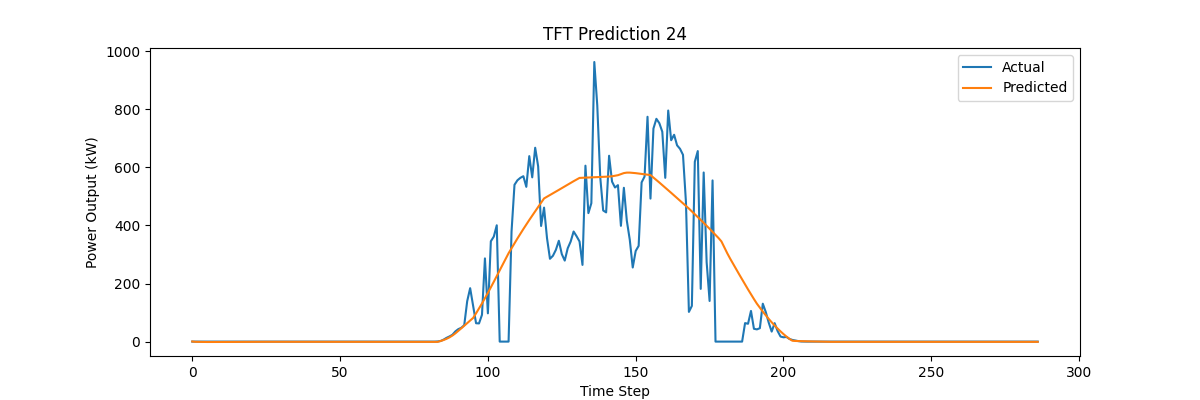 TFT Prediction 24
Power Output (kW)
1000
800
600
400
200
0
Actual
Predicted
0 50 100 150 200 250 300
Time Step